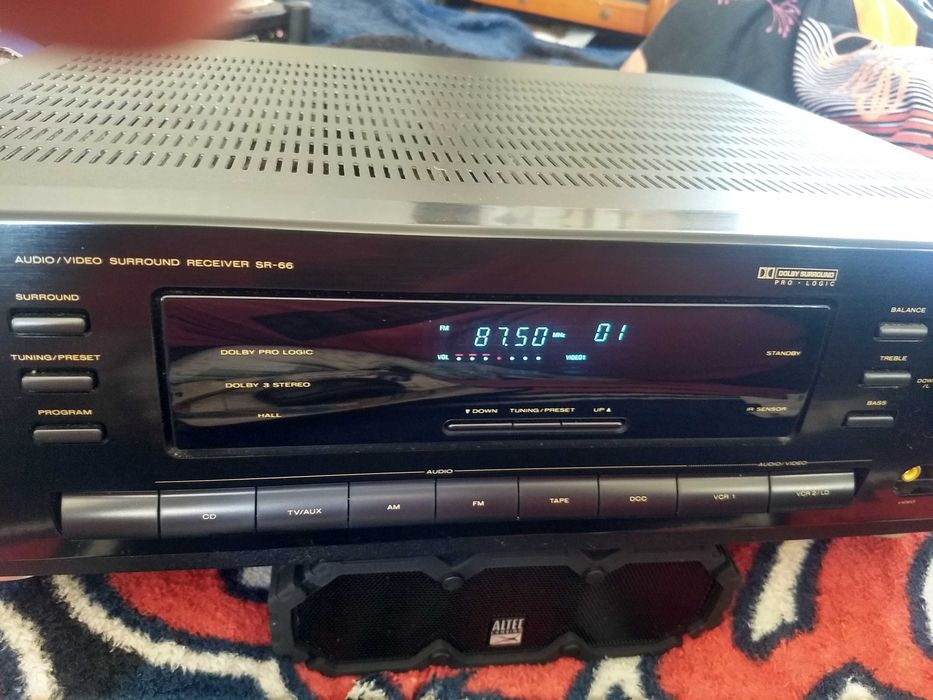 AUDIO/VIDEO SURROUND RECEIVER SR-66
DOLBY SURROUND
PRO·LOGIC
SURROUND
BALANCE
FM 87.50 MHz 01
VOL VIDEO1
DOLBY PRO LOGIC
STANDBY
TUNING/PRESET
TREBLE
DOLBY 3 STEREO
PROGRAM
HALL
▼ DOWN TUNING/PRESET UP ▲
IR SENSOR
BASS
AUDIO
AUDIO/VIDEO
CD
TV/AUX
AM
FM
TAPE
DCC
VCR 1
VCR 2/LD
VIDEO
ALTEC
LANSING